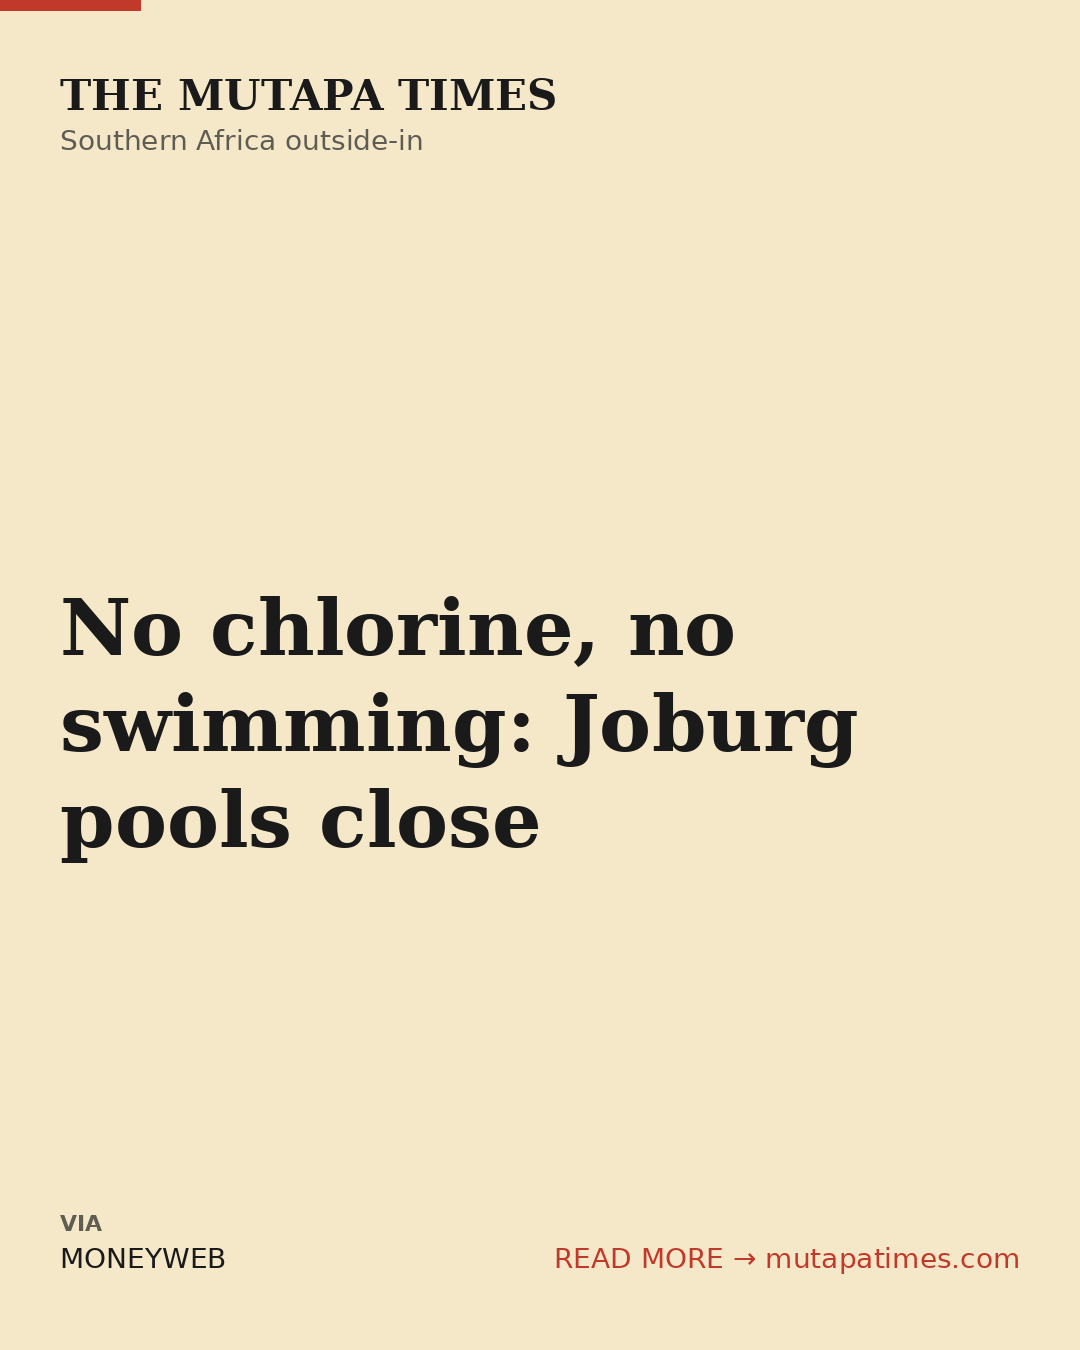 THE MUTAPA TIMES
Southern Africa outside-in
No chlorine, no
swimming: Joburg
pools close
VIA
MONEYWEB
READ MORE → mutapatimes.com